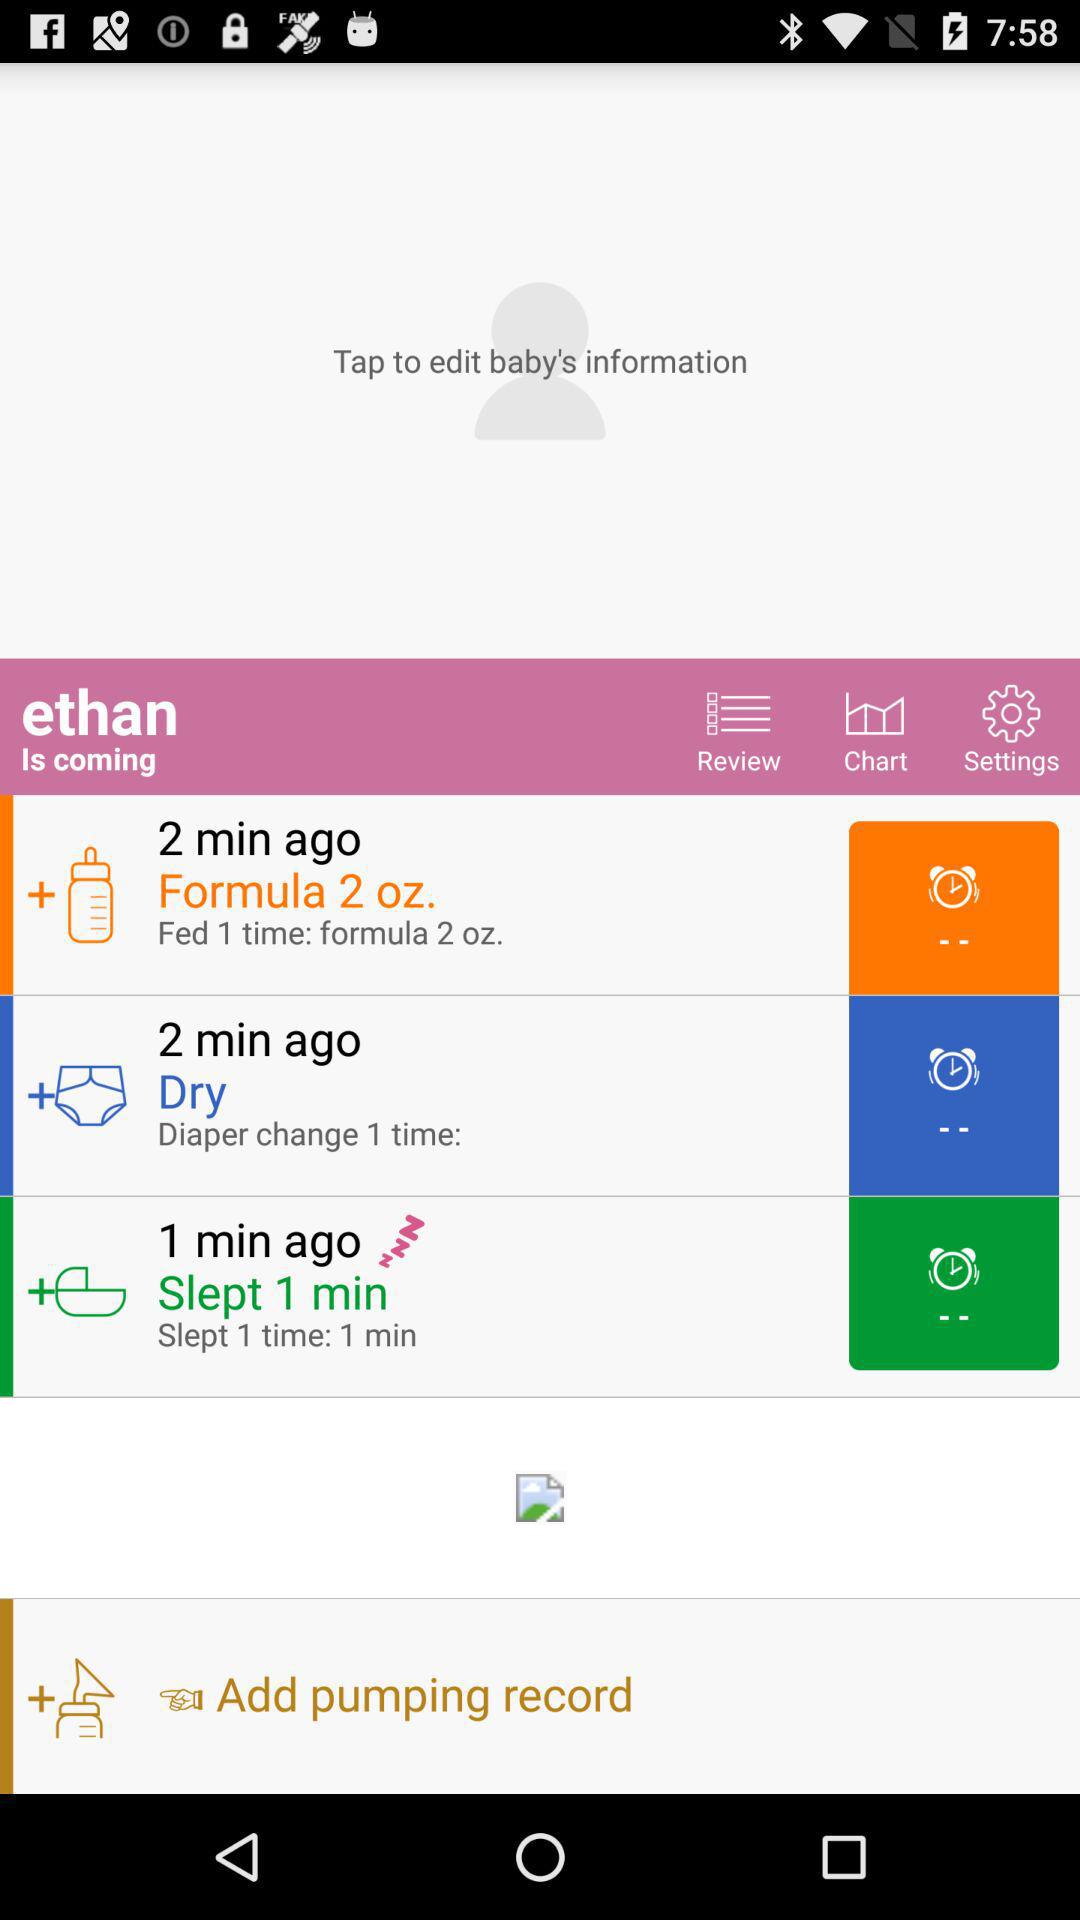 FAKE
7:58
Tap to edit baby's information
ethan
Is coming
Review
Chart
Settings
2 min ago
Formula 2 oz.
Fed 1 time: formula 2 oz.
- -
2 min ago
Dry
Diaper change 1 time:
- -
1 min ago
Slept 1 min
Slept 1 time: 1 min
- -
Add pumping record